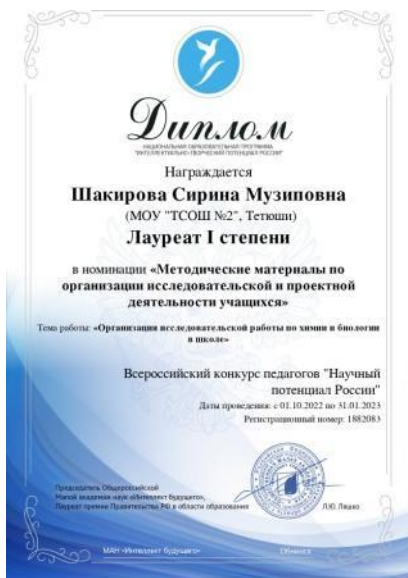 Диплом
НАЦИОНАЛЬНАЯ ОБРАЗОВАТЕЛЬНАЯ ПРОГРАММА
"ИНТЕЛЛЕКТУАЛЬНО-ТВОРЧЕСКИЙ ПОТЕНЦИАЛ РОССИИ"
Награждается
Шакирова Сирина Музиповна
(МОУ "ТСОШ №2", Тетюши)
Лауреат I степени
в номинации «Методические материалы по
организации исследовательской и проектной
деятельности учащихся»
Тема работы: «Организация исследовательской работы по химии и биологии
в школе»
Всероссийский конкурс педагогов "Научный
потенциал России"
Даты проведения: с 01.10.2022 по 31.01.2023
Регистрационный номер: 1882083
Председатель Общероссийской
Малой академии наук «Интеллект будущего»,
Лауреат премии Правительства РФ в области образования
Л.Ю. Ляшко
МАН «Интеллект будущего»
Обнинск